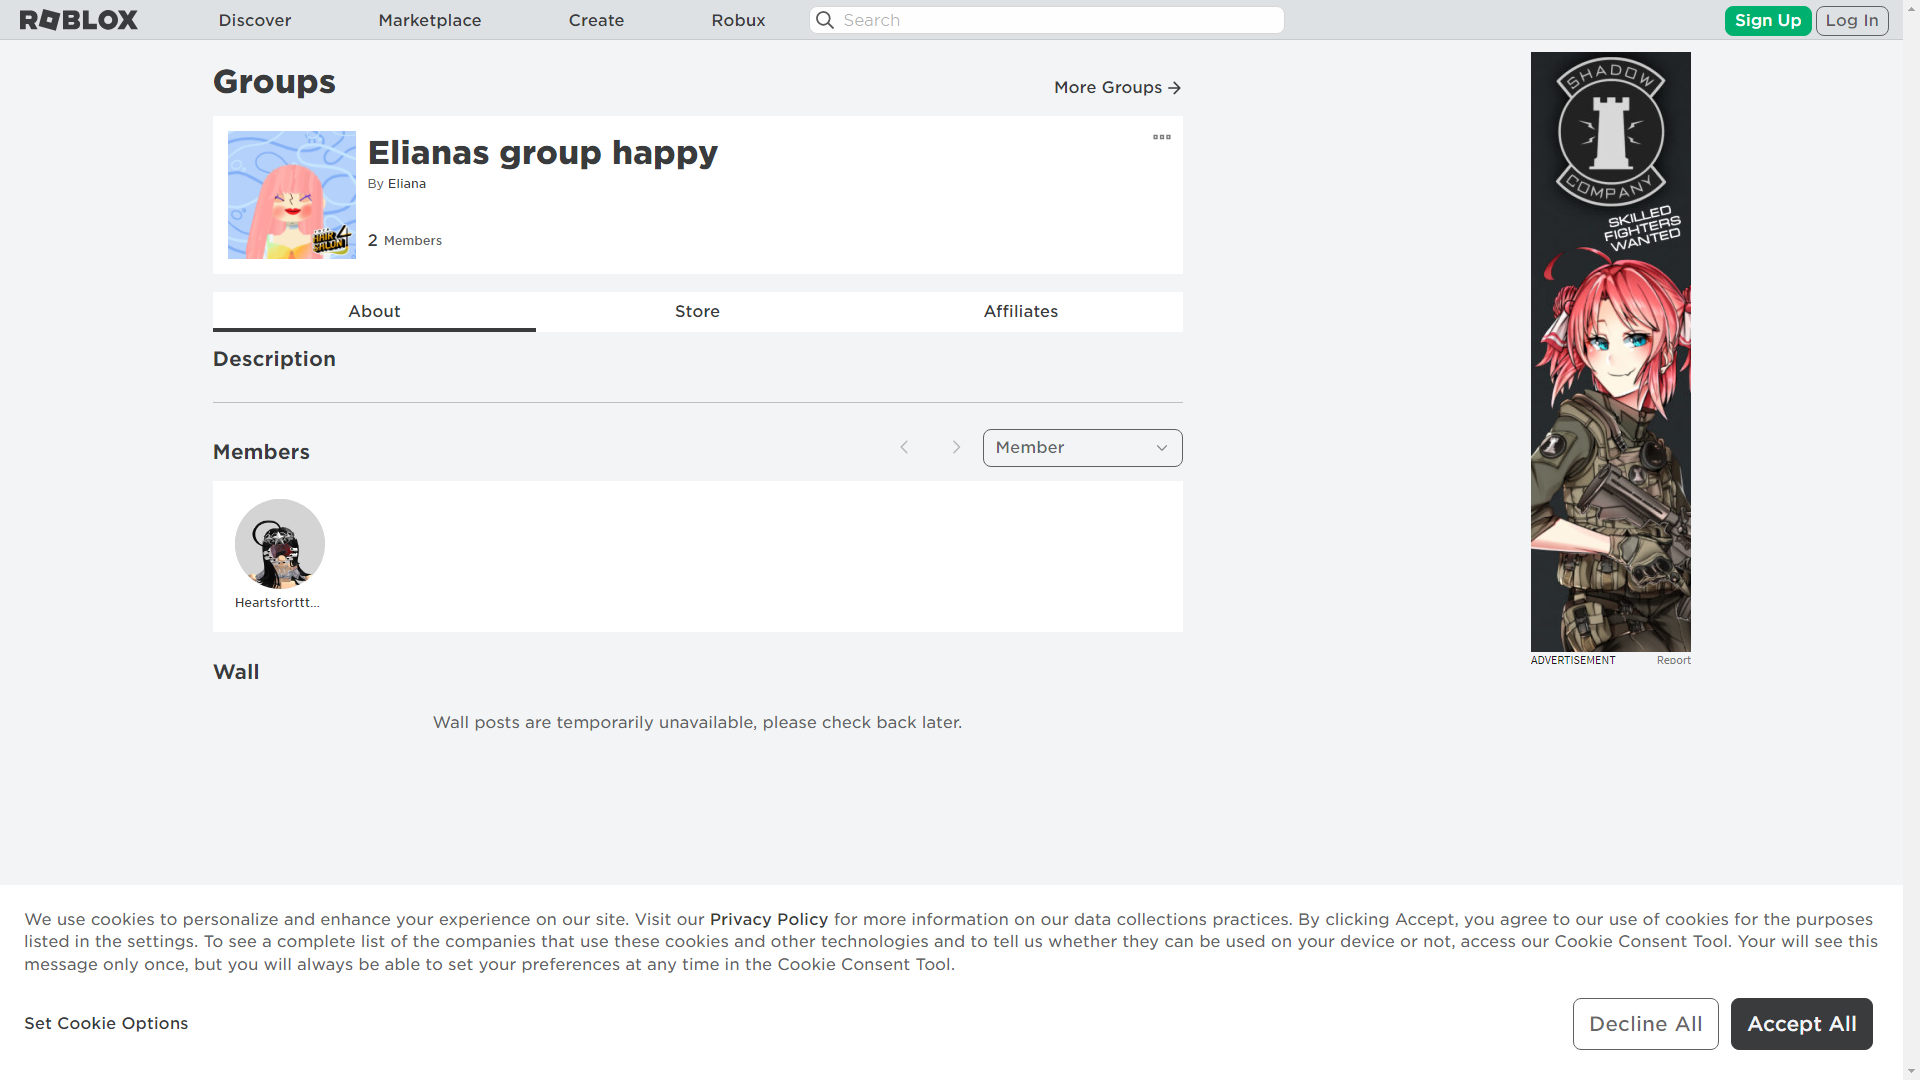 ROBLOX
Discover
Marketplace
Create
Robux
Search
Sign Up
Log In
Groups
More Groups
Elianas group happy
By Eliana
2 Members
HAIR
SALON 4
About
Store
Affiliates
Description
Members
Member
Heartsforttt...
Wall
Wall posts are temporarily unavailable, please check back later.
SHADOW
COMPANY
SKILLED
FIGHTERS
WANTED
ADVERTISEMENT
Report
We use cookies to personalize and enhance your experience on our site. Visit our Privacy Policy for more information on our data collections practices. By clicking Accept, you agree to our use of cookies for the purposes
listed in the settings. To see a complete list of the companies that use these cookies and other technologies and to tell us whether they can be used on your device or not, access our Cookie Consent Tool. Your will see this
message only once, but you will always be able to set your preferences at any time in the Cookie Consent Tool.
Set Cookie Options
Decline All
Accept All